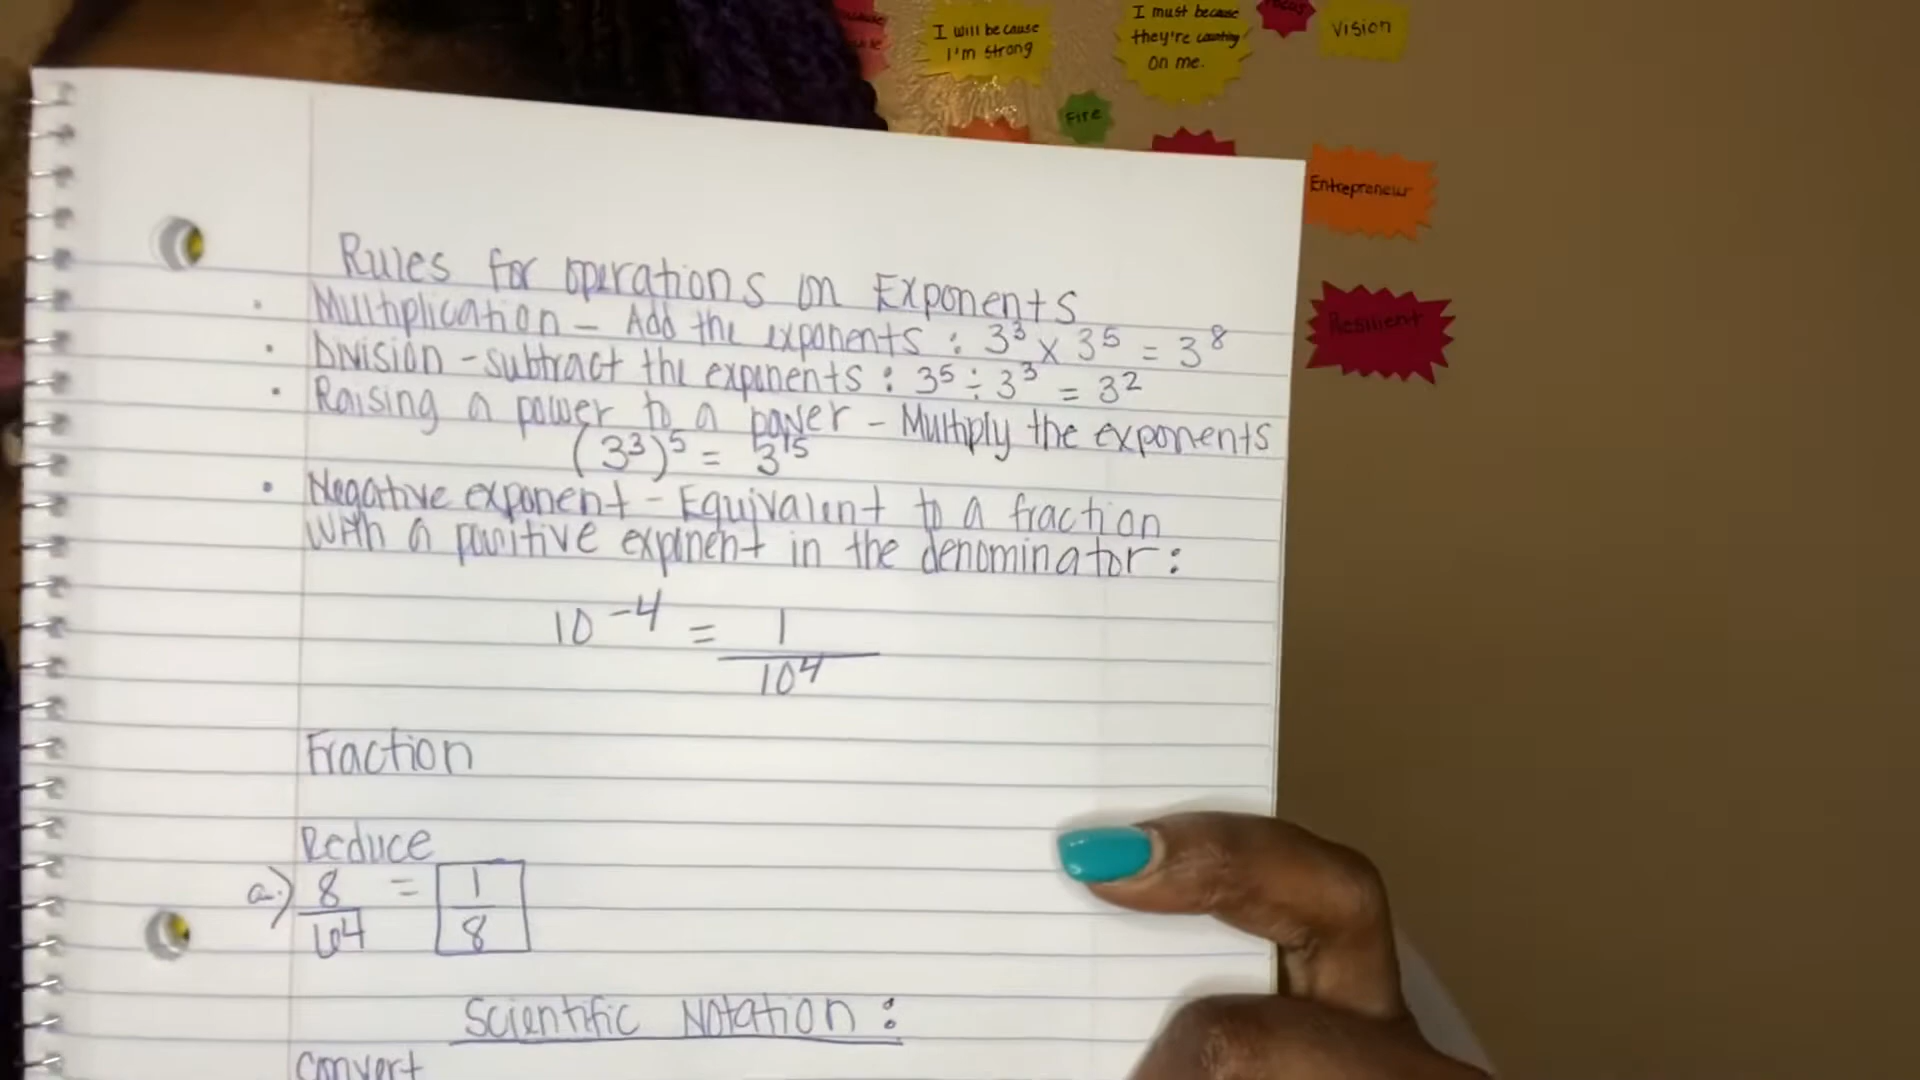 I will because
I'm strong
I must because
they're counting
on me.
Focus
Vision
Fire
Entrepreneur
Resilient
Rules for operations on Exponents
• Multiplication - Add the exponents : 3³ x 3⁵ = 3⁸
• Division - subtract the exponents : 3⁵ ÷ 3³ = 3²
• Raising a power to a power - Multiply the exponents
(3³)⁵ = 3¹⁵
• Negative exponent - Equivalent to a fraction
with a positive exponent in the denominator :
10⁻⁴ = 1
10⁴
Fraction
Reduce
a.) 8 = 1
64 8
Scientific Notation :
Convert